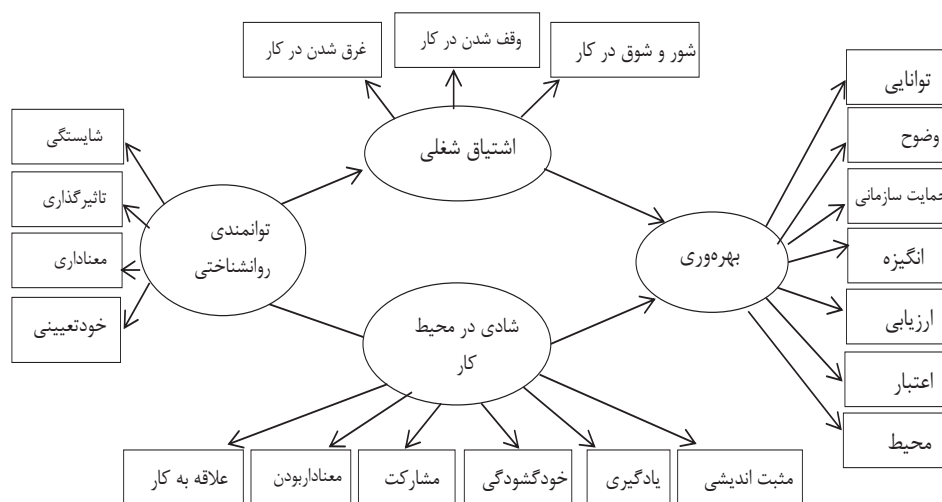 شور و شوق در کار
وقف شدن در کار
غرق شدن در کار
توانایی
وضوح
حمایت سازمانی
انگیزه
ارزیابی
اعتبار
محیط
اشتیاق شغلی
شایستگی
تاثیرگذاری
معناداری
خودتعیینی
توانمندی
روانشناختی
بهره‌وری
شادی در محیط
کار
مثبت اندیشی
یادگیری
خودگشودگی
مشارکت
معناداربودن
علاقه به کار